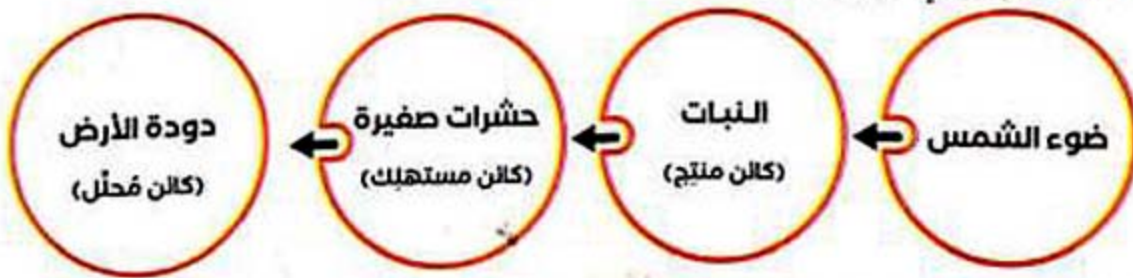 ضوء الشمس
النبات
(كائن منتج)
حشرات صغيرة
(كائن مستهلك)
دودة الأرض
(كائن مُحلّل)